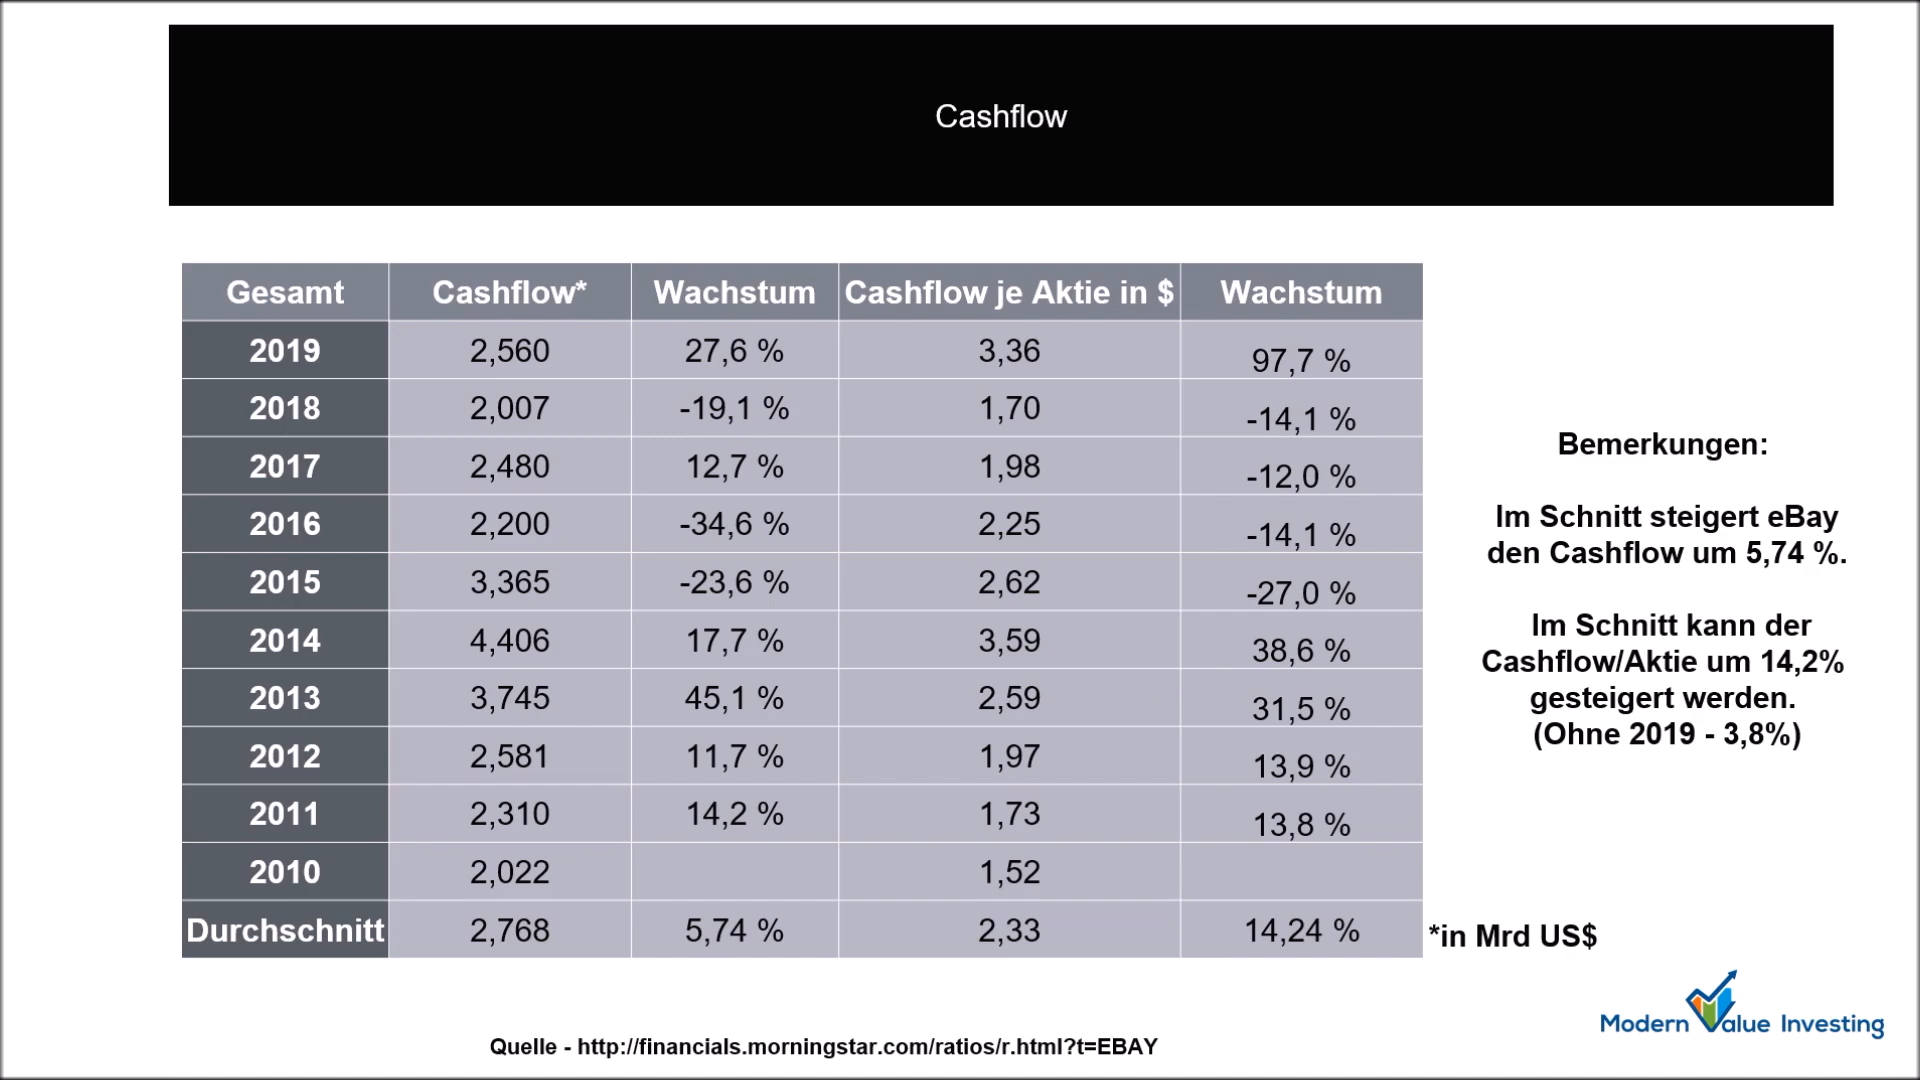 Cashflow
Gesamt Cashflow* Wachstum Cashflow je Aktie in $ Wachstum
2019 2,560 27,6 % 3,36 97,7 %
2018 2,007 -19,1 % 1,70 -14,1 %
2017 2,480 12,7 % 1,98 -12,0 %
2016 2,200 -34,6 % 2,25 -14,1 %
2015 3,365 -23,6 % 2,62 -27,0 %
2014 4,406 17,7 % 3,59 38,6 %
2013 3,745 45,1 % 2,59 31,5 %
2012 2,581 11,7 % 1,97 13,9 %
2011 2,310 14,2 % 1,73 13,8 %
2010 2,022 1,52
Durchschnitt 2,768 5,74 % 2,33 14,24 %
*in Mrd US$
Bemerkungen:
Im Schnitt steigert eBay
den Cashflow um 5,74 %.
Im Schnitt kann der
Cashflow/Aktie um 14,2%
gesteigert werden.
(Ohne 2019 - 3,8%)
Modern Value Investing
Quelle - http://financials.morningstar.com/ratios/r.html?t=EBAY